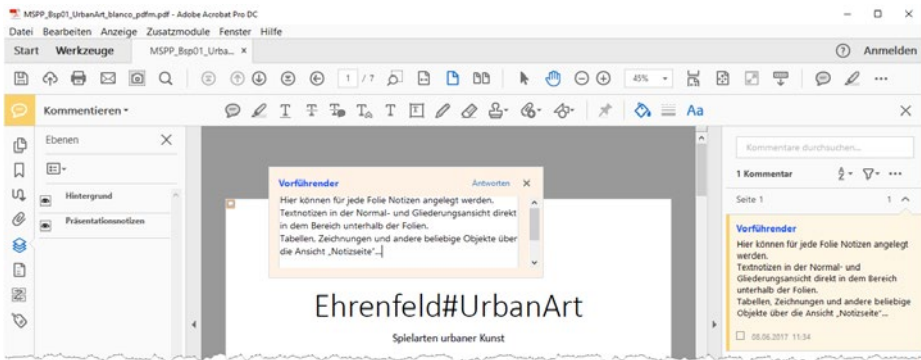 MSPP_Bsp01_UrbanArt_blanco_pdfm.pdf - Adobe Acrobat Pro DC
Datei Bearbeiten Anzeige Zusatzmodule Fenster Hilfe
Start Werkzeuge MSPP_Bsp01_Urba... × Anmelden
1 / 7 45%
Kommentieren
Aa
Ebenen
Hintergrund
Präsentationsnotizen
Vorführender Antworten
Hier können für jede Folie Notizen angelegt werden.
Textnotizen in der Normal- und Gliederungsansicht direkt
in dem Bereich unterhalb der Folien.
Tabellen, Zeichnungen und andere beliebige Objekte über
die Ansicht „Notizseite“...
Ehrenfeld#UrbanArt
Spielarten urbaner Kunst
Kommentare durchsuchen...
1 Kommentar
Seite 1 1
Vorführender
Hier können für jede Folie Notizen angelegt
werden.
Textnotizen in der Normal- und
Gliederungsansicht direkt in dem Bereich
unterhalb der Folien.
Tabellen, Zeichnungen und andere beliebige
Objekte über die Ansicht „Notizseite“...
08.06.2017 11:34